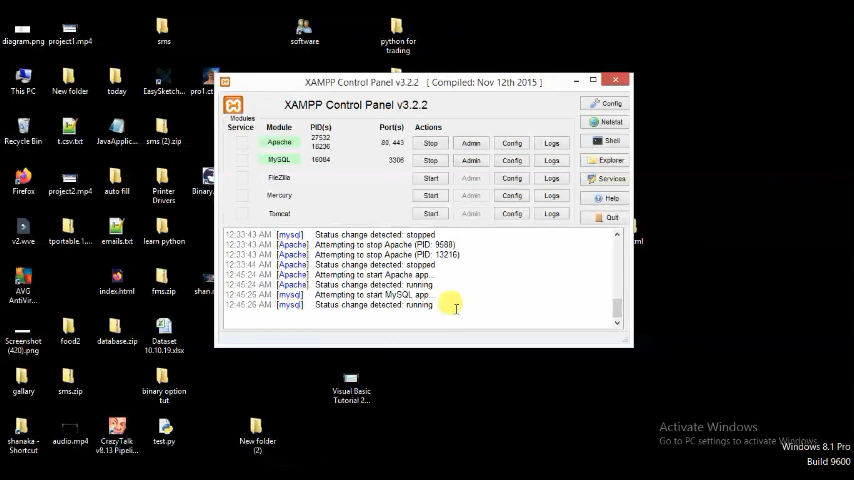 diagram.png
project1.mp4
sms
software
python for
trading
XAMPP Control Panel v3.2.2 [ Compiled: Nov 12th 2015 ]
XAMPP Control Panel v3.2.2
Config
Modules
Service
Module
PID(s)
Port(s)
Actions
Netstat
Apache
27532
18236
80, 443
Stop
Admin
Config
Logs
Shell
MySQL
16084
3306
Stop
Admin
Config
Logs
Explorer
FileZilla
Start
Admin
Config
Logs
Services
Mercury
Start
Admin
Config
Logs
Help
Tomcat
Start
Admin
Config
Logs
Quit
12:33:43 AM [mysql] Status change detected: stopped
12:33:43 AM [Apache] Attempting to stop Apache (PID: 9588)
12:33:43 AM [Apache] Attempting to stop Apache (PID: 13216)
12:33:44 AM [Apache] Status change detected: stopped
12:45:24 AM [Apache] Attempting to start Apache app...
12:45:24 AM [Apache] Status change detected: running
12:45:26 AM [mysql] Attempting to start MySQL app...
12:45:26 AM [mysql] Status change detected: running
This PC
New folder
today
EasySketch...
pro1.ct
Recycle Bin
t.csv.txt
JavaApplic...
sms (2).zip
Firefox
project2.mp4
auto fill
Printer
Drivers
Binary.
v2.wve
tportable.1...
emails.txt
learn python
ml
AVG
AntiVir...
index.html
fms.zip
shan.
Screenshot
(420).png
food2
database.zip
Dataset
10.10.19.xlsx
gallary
sms.zip
binary option
tut
Visual Basic
Tutorial 2...
shanaka -
Shortcut
audio.mp4
CrazyTalk
v8.13 Pipeli...
test.py
New folder
(2)
Activate Windows
Go to PC settings to activate Windows.
Windows 8.1 Pro
Build 9600